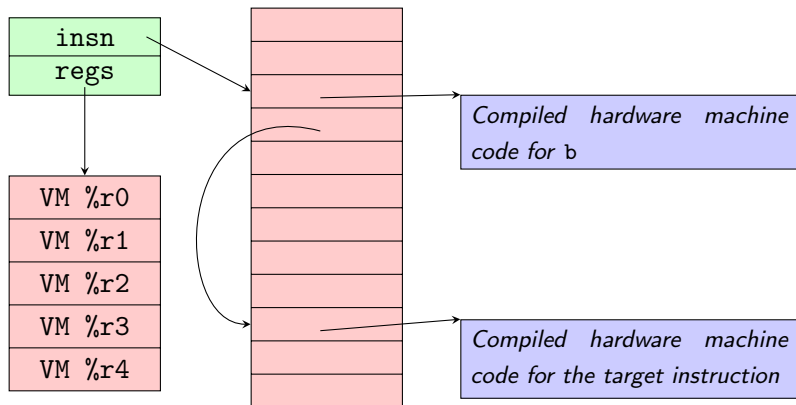 insn
regs
VM %r0
VM %r1
VM %r2
VM %r3
VM %r4
Compiled hardware machine
code for b
Compiled hardware machine
code for the target instruction